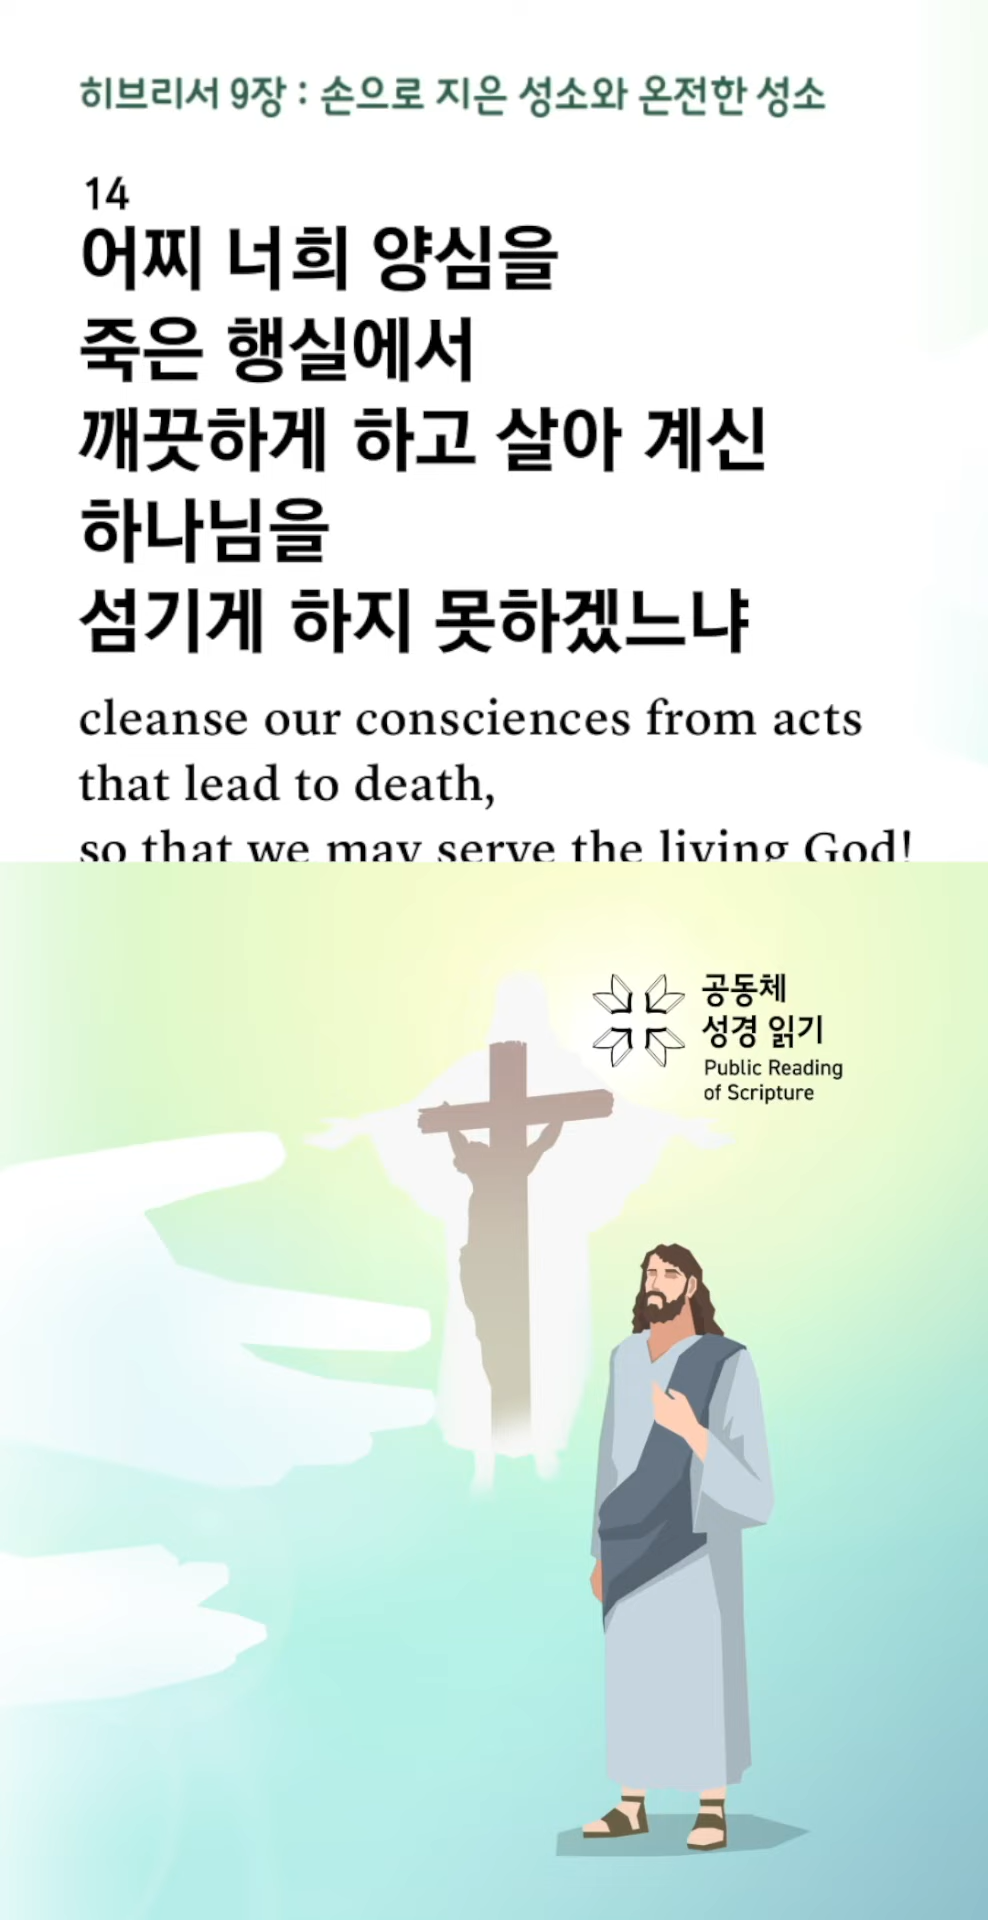 히브리서 9장 : 손으로 지은 성소와 온전한 성소
14
어찌 너희 양심을
죽은 행실에서
깨끗하게 하고 살아 계신
하나님을
섬기게 하지 못하겠느냐
cleanse our consciences from acts
that lead to death,
so that we may serve the living God!
공동체
성경 읽기
Public Reading
of Scripture